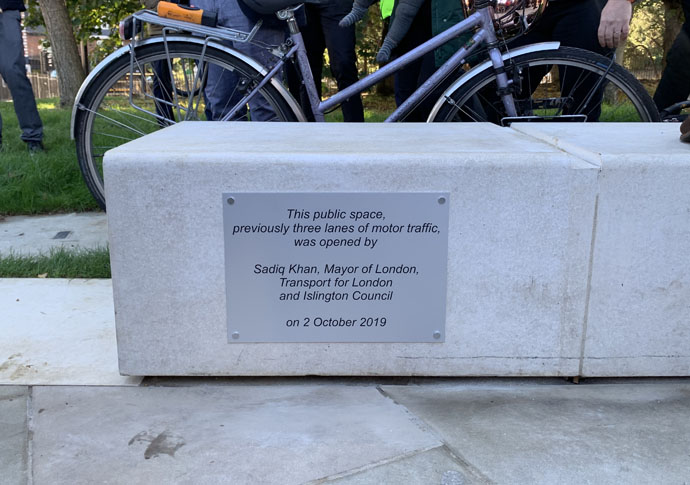 This public space,
previously three lanes of motor traffic,
was opened by
Sadiq Khan, Mayor of London,
Transport for London
and Islington Council
on 2 October 2019